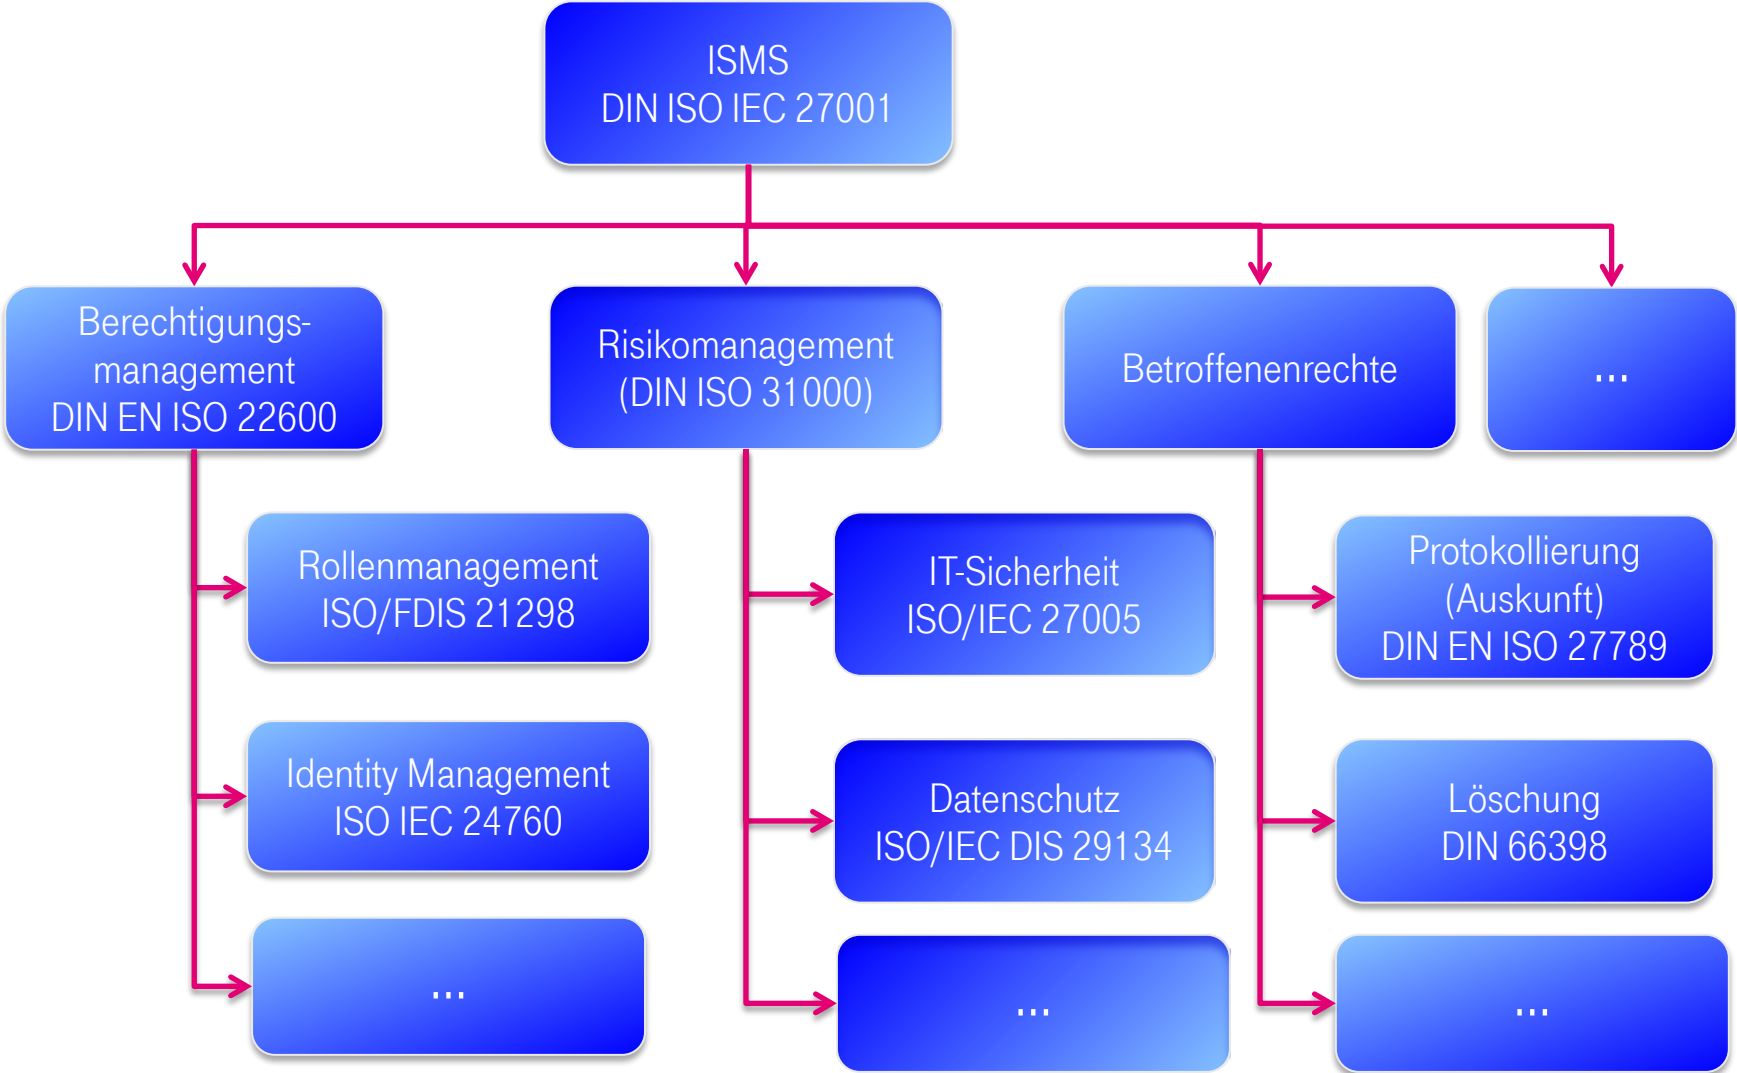 ISMS
DIN ISO IEC 27001
Berechtigungs-
management
DIN EN ISO 22600
Risikomanagement
(DIN ISO 31000)
Betroffenenrechte
...
Rollenmanagement
ISO/FDIS 21298
IT-Sicherheit
ISO/IEC 27005
Protokollierung
(Auskunft)
DIN EN ISO 27789
Identity Management
ISO IEC 24760
Datenschutz
ISO/IEC DIS 29134
Löschung
DIN 66398
...
...
...